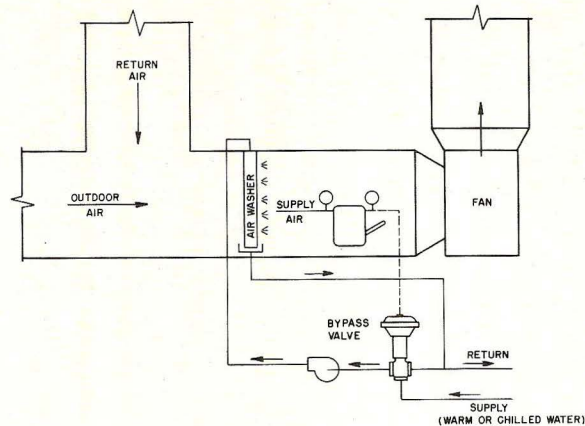 RETURN
AIR
OUTDOOR
AIR
AIR WASHER
SUPPLY
AIR
FAN
BYPASS
VALVE
RETURN
SUPPLY
(WARM OR CHILLED WATER)